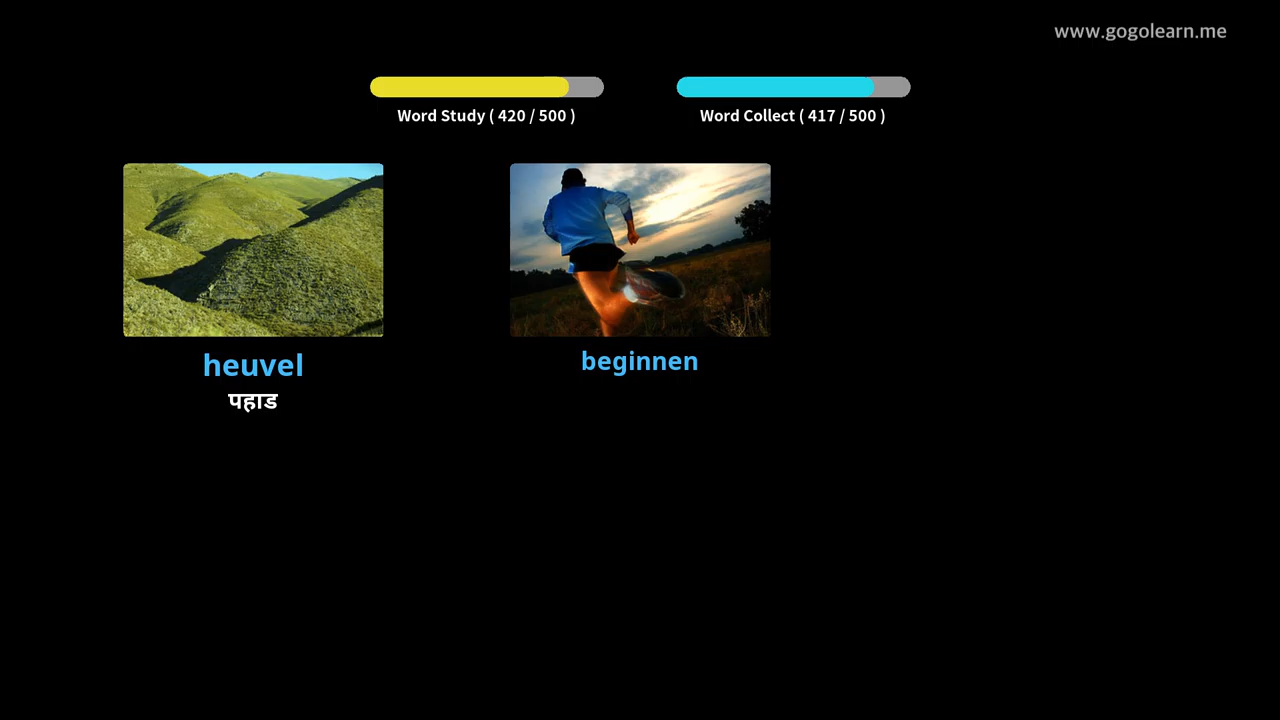 www.gogolearn.me
Word Study ( 420 / 500 )
Word Collect ( 417 / 500 )
heuvel
beginnen
पहाड